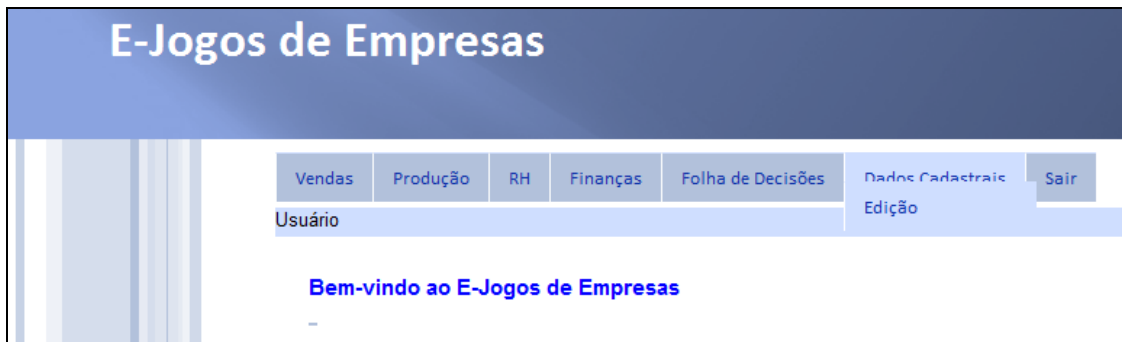 E-Jogos de Empresas
Vendas Produção RH Finanças Folha de Decisões Dados Cadastrais Sair
Edição
Usuário
Bem-vindo ao E-Jogos de Empresas